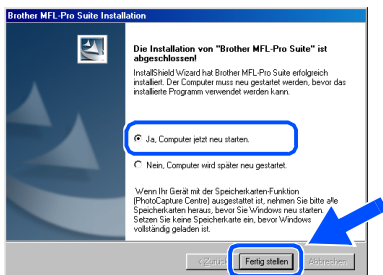 Brother MFL-Pro Suite Installation
Die Installation von "Brother MFL-Pro Suite" ist
abgeschlossen!
InstallShield Wizard hat Brother MFL-Pro Suite erfolgreich
installiert. Der Computer muss neu gestartet werden, bevor das
installierte Programm verwendet werden kann.
Ja, Computer jetzt neu starten.
Nein, Computer wird später neu gestartet.
Wenn Ihr Gerät mit der Speicherkarten-Funktion
(PhotoCapture Centre) ausgestattet ist, nehmen Sie bitte alle
Speicherkarten heraus, bevor Sie Windows neu starten.
Setzen Sie keine Speicherkarte ein, bevor Windows
vollständig geladen ist.
Fertig stellen Abbrechen